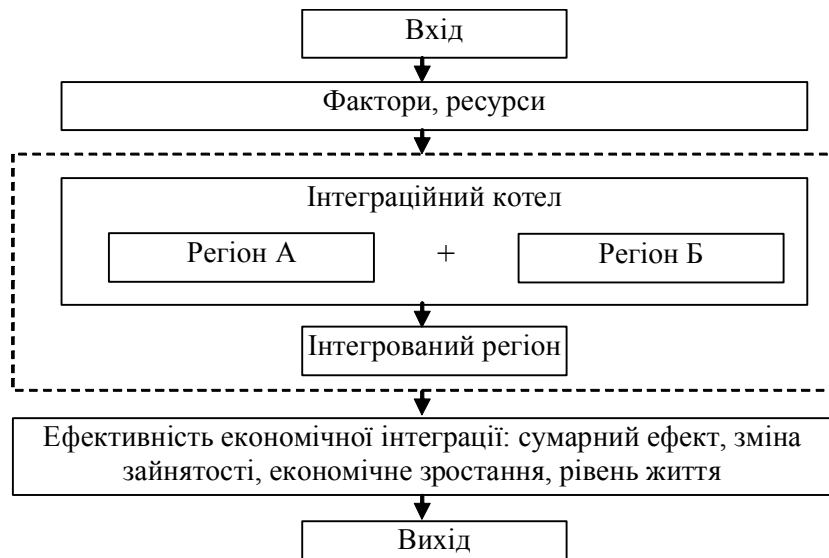 Вхід
Фактори, ресурси
Інтеграційний котел
Регіон А + Регіон Б
Інтегрований регіон
Ефективність економічної інтеграції: сумарний ефект, зміна
зайнятості, економічне зростання, рівень життя
Вихід